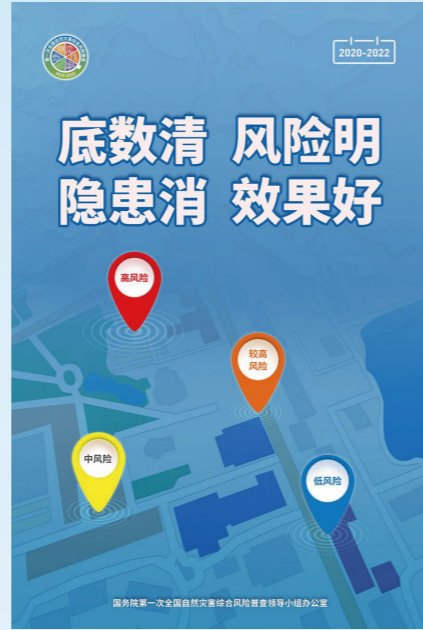 2020-2022
底数清 风险明
隐患消 效果好
高风险
较高
风险
中风险
低风险
国务院第一次全国自然灾害综合风险普查领导小组办公室